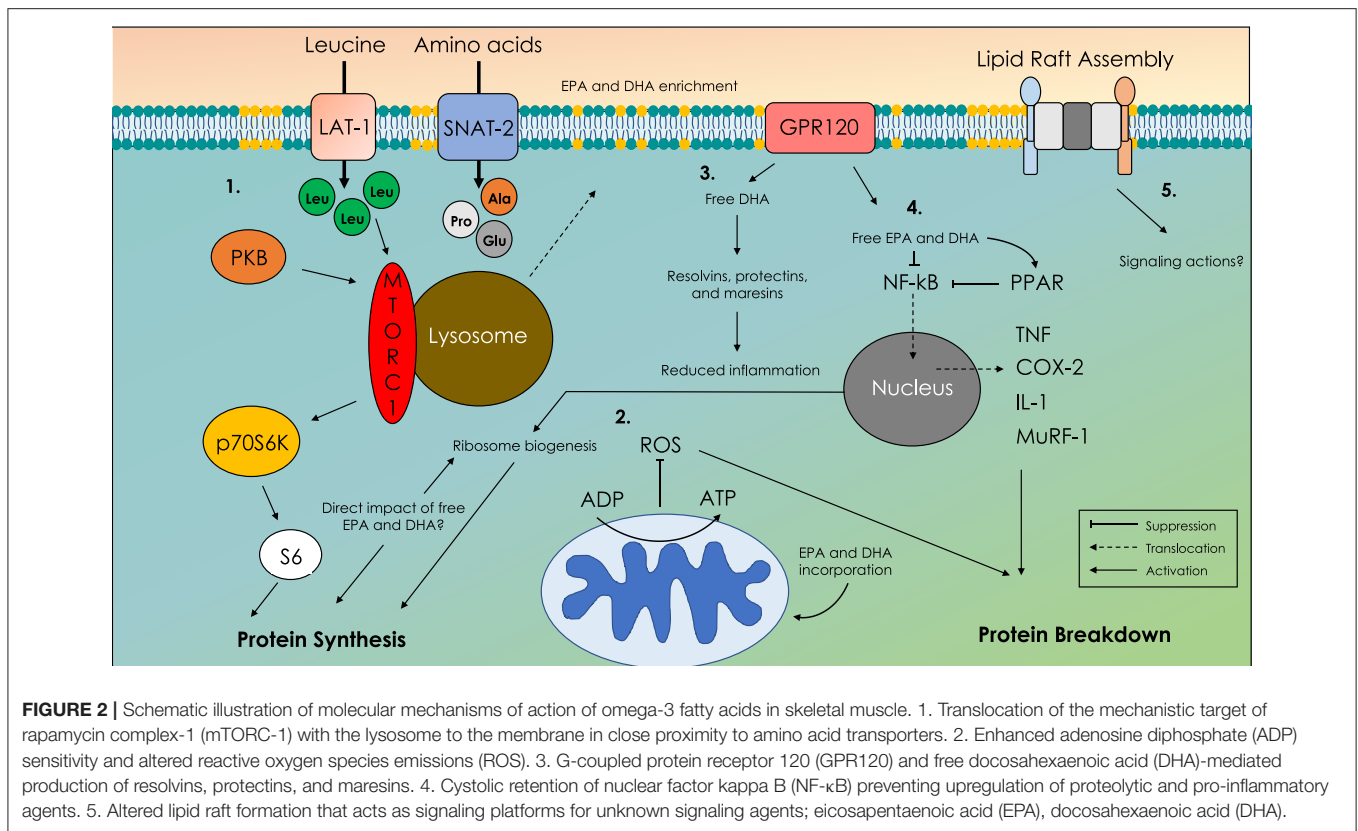 Leucine
Amino acids
EPA and DHA enrichment
Lipid Raft Assembly
LAT-1
SNAT-2
GPR120
1.
Leu
Leu
Leu
Ala
Pro
Glu
3.
Free DHA
4.
5.
Free EPA and DHA
Signaling actions?
PKB
MTORC1
Lysosome
Resolvins, protectins,
and maresins
NF-kB
PPAR
Reduced inflammation
Nucleus
TNF
COX-2
IL-1
MuRF-1
p70S6K
Ribosome biogenesis
2.
ROS
ADP
ATP
Direct impact of free
EPA and DHA?
S6
EPA and DHA
incorporation
Suppression
Translocation
Activation
Protein Synthesis
Protein Breakdown
FIGURE 2 | Schematic illustration of molecular mechanisms of action of omega-3 fatty acids in skeletal muscle. 1. Translocation of the mechanistic target of
rapamycin complex-1 (mTORC-1) with the lysosome to the membrane in close proximity to amino acid transporters. 2. Enhanced adenosine diphosphate (ADP)
sensitivity and altered reactive oxygen species emissions (ROS). 3. G-coupled protein receptor 120 (GPR120) and free docosahexaenoic acid (DHA)-mediated
production of resolvins, protectins, and maresins. 4. Cystolic retention of nuclear factor kappa B (NF-κB) preventing upregulation of proteolytic and pro-inflammatory
agents. 5. Altered lipid raft formation that acts as signaling platforms for unknown signaling agents; eicosapentaenoic acid (EPA), docosahexaenoic acid (DHA).